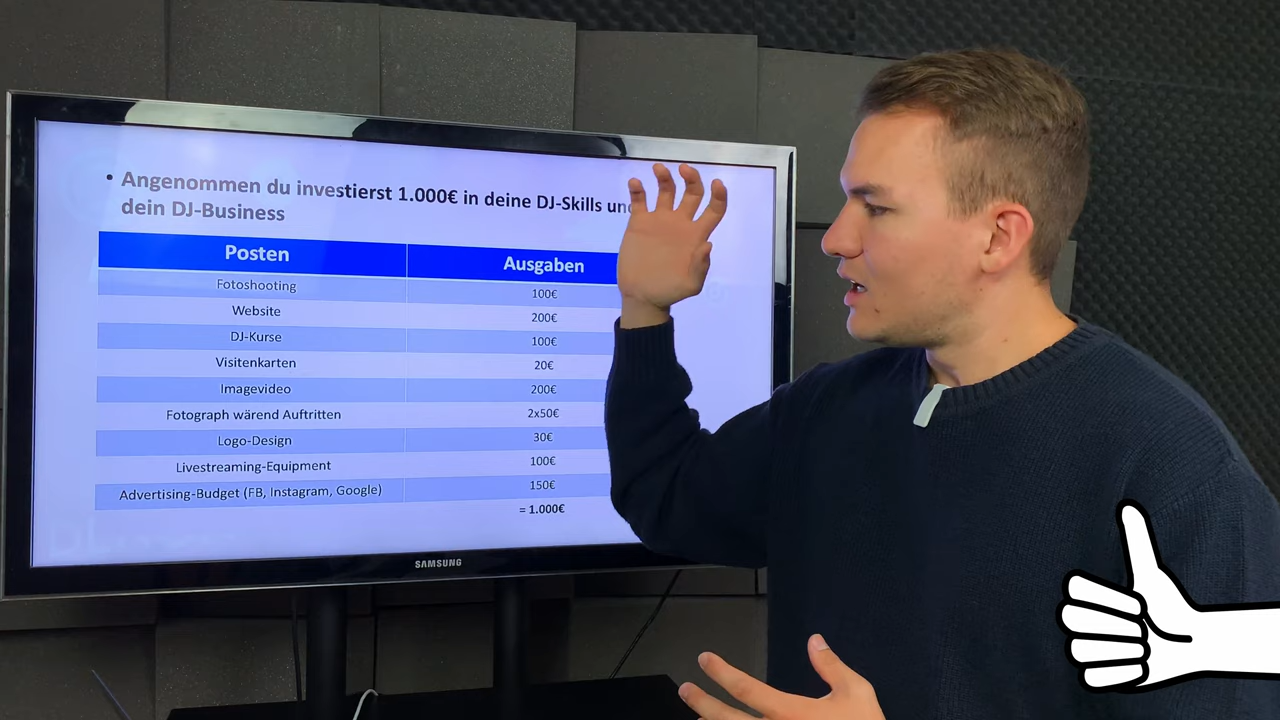 • Angenommen du investierst 1.000€ in deine DJ-Skills
dein DJ-Business
Posten Ausgaben
Fotoshooting 100€
Website 200€
DJ-Kurse 100€
Visitenkarten 20€
Imagevideo 200€
Fotograph wärend Auftritten 2x50€
Logo-Design 30€
Livestreaming-Equipment 100€
Advertising-Budget (FB, Instagram, Google) 150€
= 1.000€
SAMSUNG